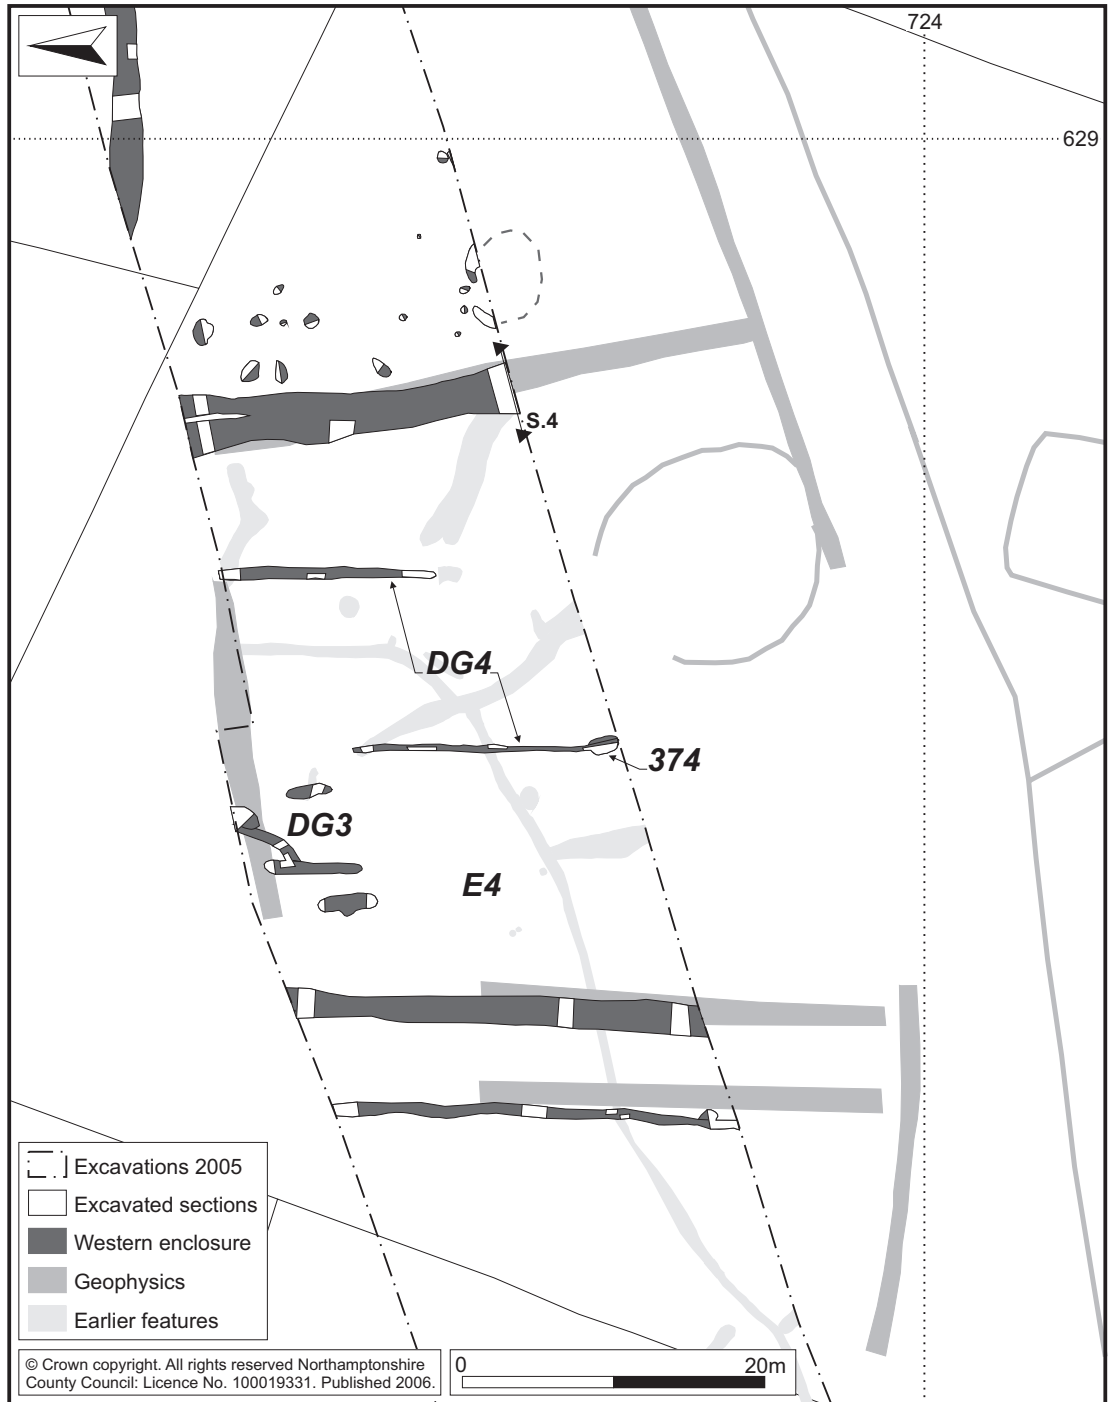 724
629
S.4
DG4
374
DG3
E4
Excavations 2005
Excavated sections
Western enclosure
Geophysics
Earlier features
© Crown copyright. All rights reserved Northamptonshire
County Council: Licence No. 100019331. Published 2006.
0 20m